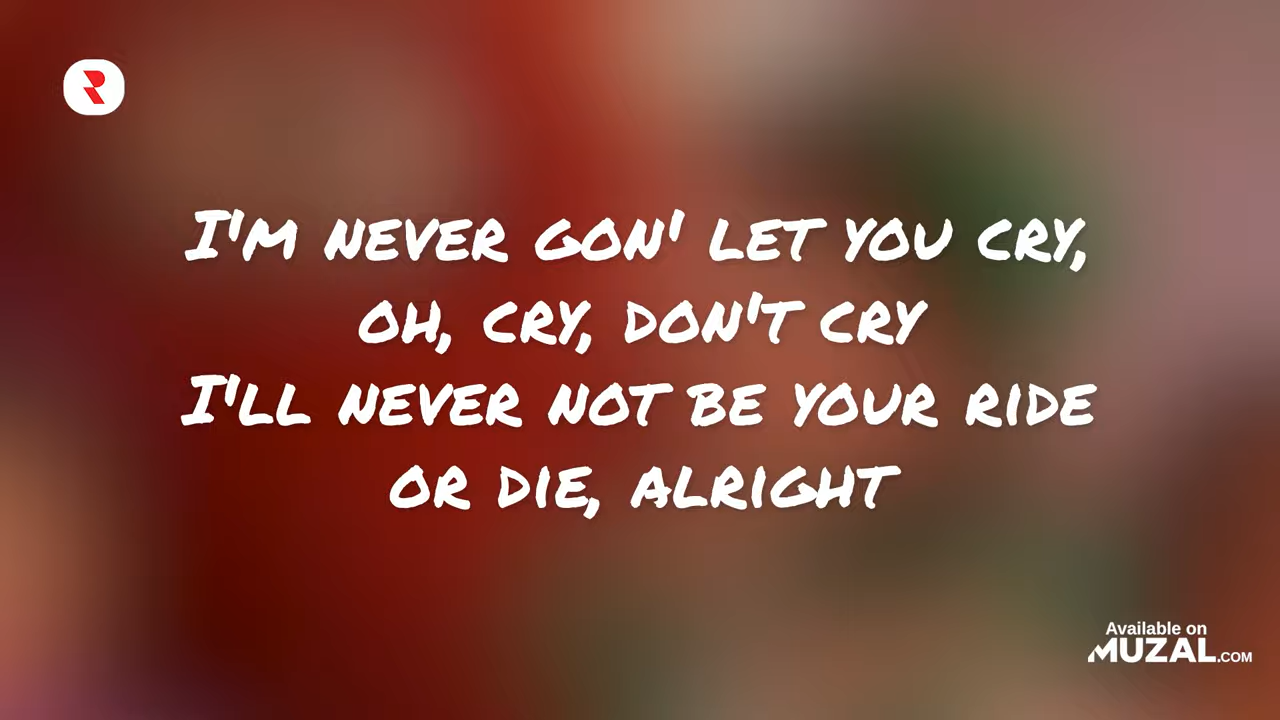 I'M NEVER GON' LET YOU CRY,
OH, CRY, DON'T CRY
I'LL NEVER NOT BE YOUR RIDE
OR DIE, ALRIGHT
Available on
MUZAL.COM